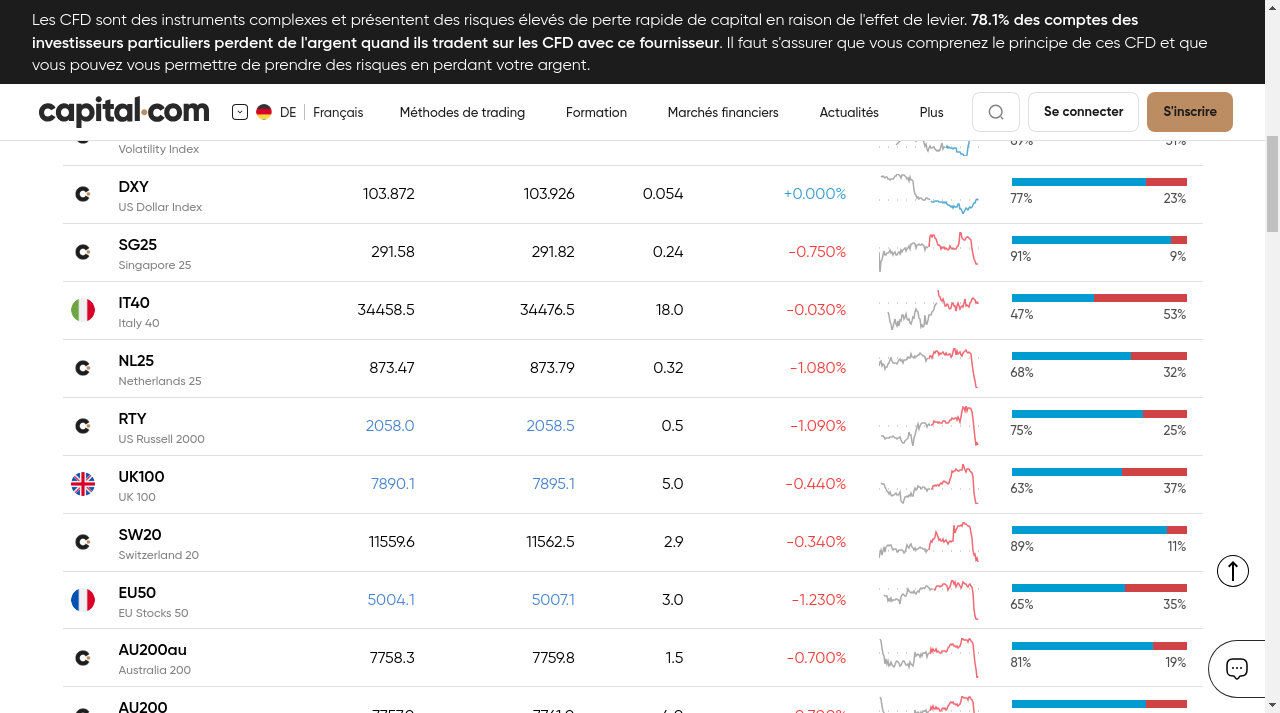 Les CFD sont des instruments complexes et présentent des risques élevés de perte rapide de capital en raison de l'effet de levier. 78.1% des comptes des
investisseurs particuliers perdent de l'argent quand ils tradent sur les CFD avec ce fournisseur. Il faut s'assurer que vous comprenez le principe de ces CFD et que
vous pouvez vous permettre de prendre des risques en perdant votre argent.
capital.com DE Français Méthodes de trading Formation Marchés financiers Actualités Plus Se connecter S'inscrire
Volatility Index
DXY
US Dollar Index
103.872 103.926 0.054 +0.000% 77% 23%
SG25
Singapore 25
291.58 291.82 0.24 -0.750% 91% 9%
IT40
Italy 40
34458.5 34476.5 18.0 -0.030% 47% 53%
NL25
Netherlands 25
873.47 873.79 0.32 -1.080% 68% 32%
RTY
US Russell 2000
2058.0 2058.5 0.5 -1.090% 75% 25%
UK100
UK 100
7890.1 7895.1 5.0 -0.440% 63% 37%
SW20
Switzerland 20
11559.6 11562.5 2.9 -0.340% 89% 11%
EU50
EU Stocks 50
5004.1 5007.1 3.0 -1.230% 65% 35%
AU200au
Australia 200
7758.3 7759.8 1.5 -0.700% 81% 19%
AU200